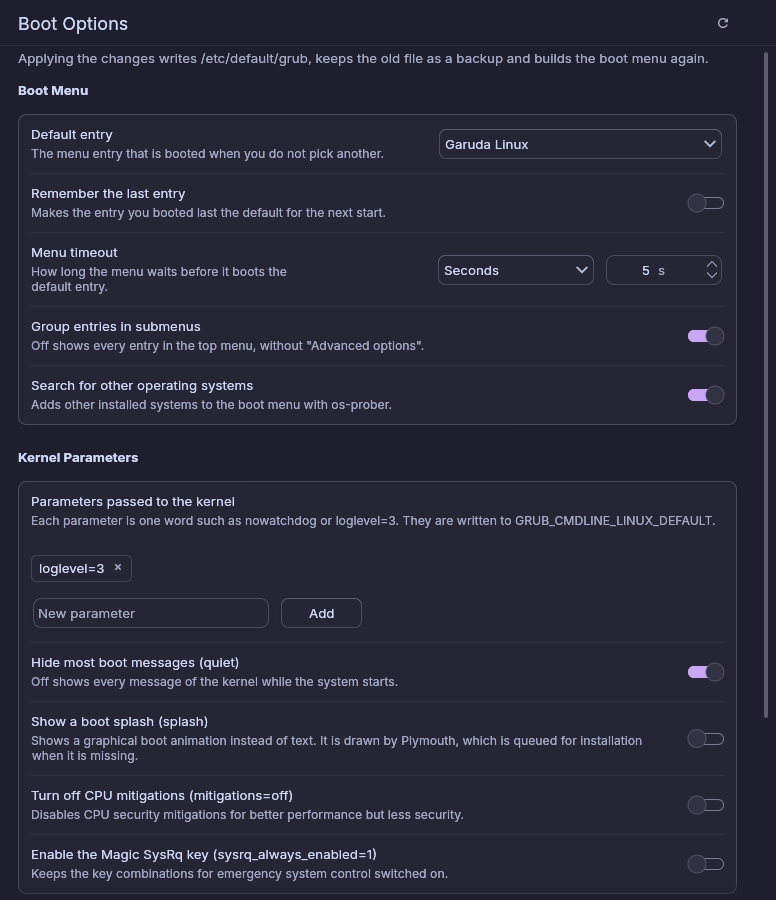 Boot Options
Applying the changes writes /etc/default/grub, keeps the old file as a backup and builds the boot menu again.
Boot Menu
Default entry
The menu entry that is booted when you do not pick another.
Garuda Linux
Remember the last entry
Makes the entry you booted last the default for the next start.
Menu timeout
How long the menu waits before it boots the
default entry.
Seconds
5 s
Group entries in submenus
Off shows every entry in the top menu, without "Advanced options".
Search for other operating systems
Adds other installed systems to the boot menu with os-prober.
Kernel Parameters
Parameters passed to the kernel
Each parameter is one word such as nowatchdog or loglevel=3. They are written to GRUB_CMDLINE_LINUX_DEFAULT.
loglevel=3 ×
New parameter
Add
Hide most boot messages (quiet)
Off shows every message of the kernel while the system starts.
Show a boot splash (splash)
Shows a graphical boot animation instead of text. It is drawn by Plymouth, which is queued for installation
when it is missing.
Turn off CPU mitigations (mitigations=off)
Disables CPU security mitigations for better performance but less security.
Enable the Magic SysRq key (sysrq_always_enabled=1)
Keeps the key combinations for emergency system control switched on.